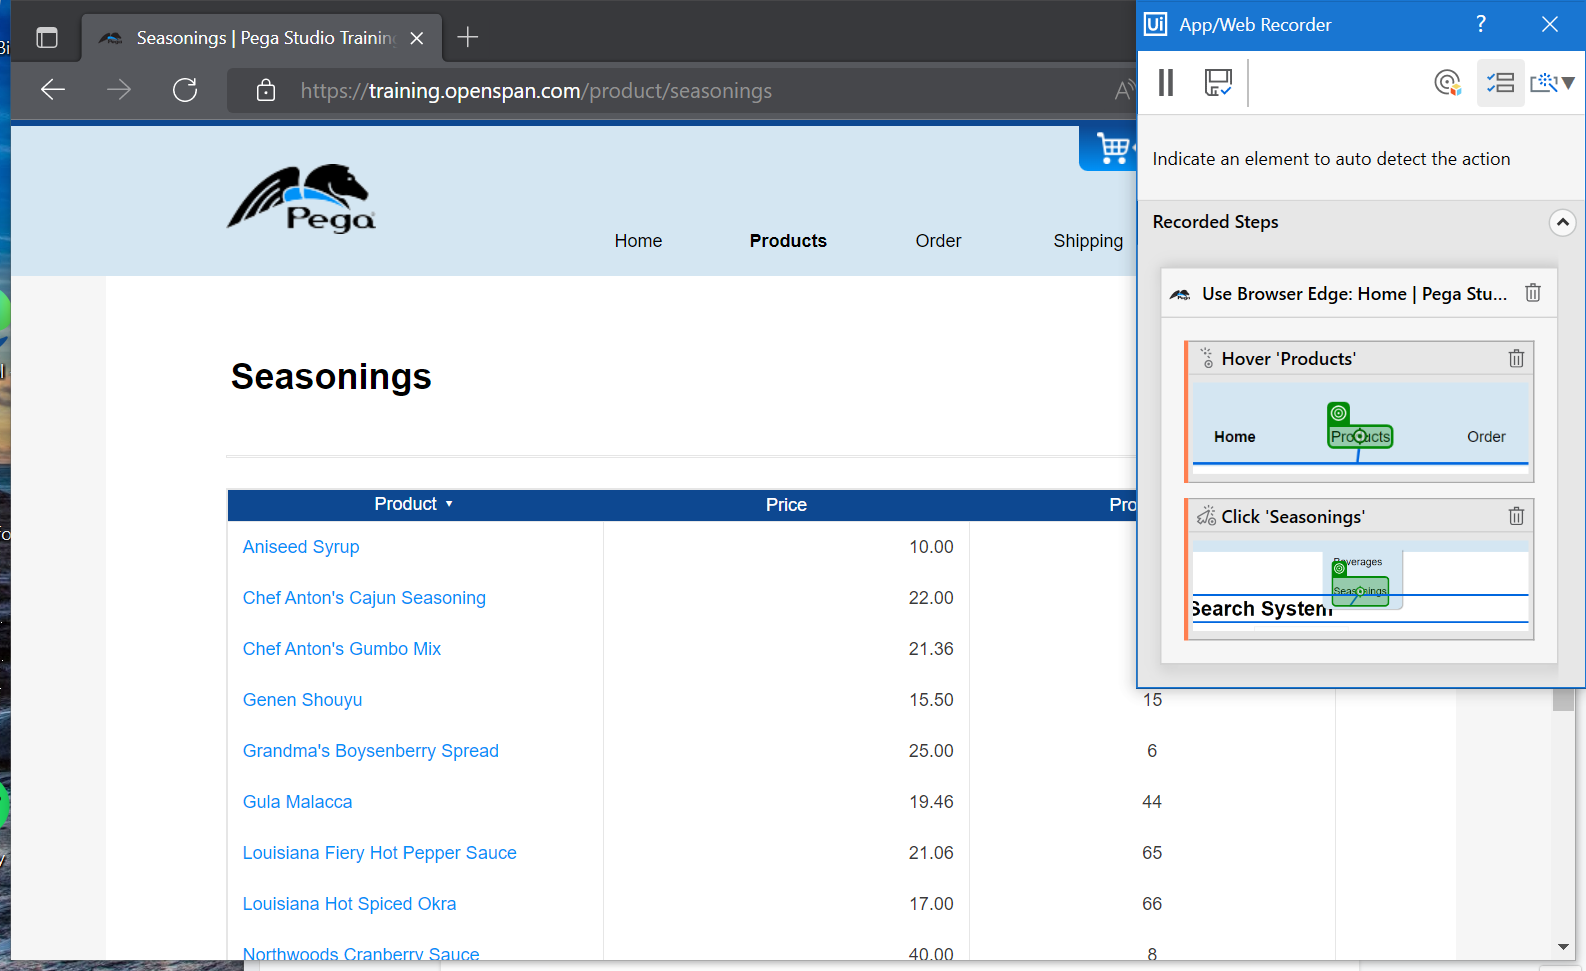 Seasonings | Pega Studio Training
https://training.openspan.com/product/seasonings
Pega
Home
Products
Order
Shipping
Seasonings
Product ▾
Price
Pro
Aniseed Syrup
10.00
Chef Anton's Cajun Seasoning
22.00
Chef Anton's Gumbo Mix
21.36
Genen Shouyu
15.50
15
Grandma's Boysenberry Spread
25.00
6
Gula Malacca
19.46
44
Louisiana Fiery Hot Pepper Sauce
21.06
65
Louisiana Hot Spiced Okra
17.00
66
Northwoods Cranberry Sauce
40.00
8
Ui App/Web Recorder
?
Indicate an element to auto detect the action
Recorded Steps
Use Browser Edge: Home | Pega Stu...
Hover 'Products'
Home
Products
Order
Click 'Seasonings'
Beverages
Seasonings
Search System